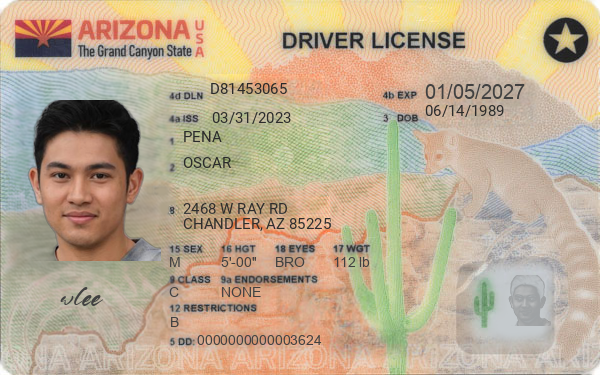 ARIZONA USA
The Grand Canyon State
DRIVER LICENSE
4d DLN D81453065
4b EXP 01/05/2027
4a ISS 03/31/2023
3 DOB 06/14/1989
1 PENA
2 OSCAR
8 2468 W RAY RD
CHANDLER, AZ 85225
15 SEX 16 HGT 18 EYES 17 WGT
M 5'-00" BRO 112 lb
9 CLASS 9a ENDORSEMENTS
C NONE
12 RESTRICTIONS
B
wlee
5 DD: 0000000000003624
ARIZONA ARIZONA ARIZONA ARIZONA